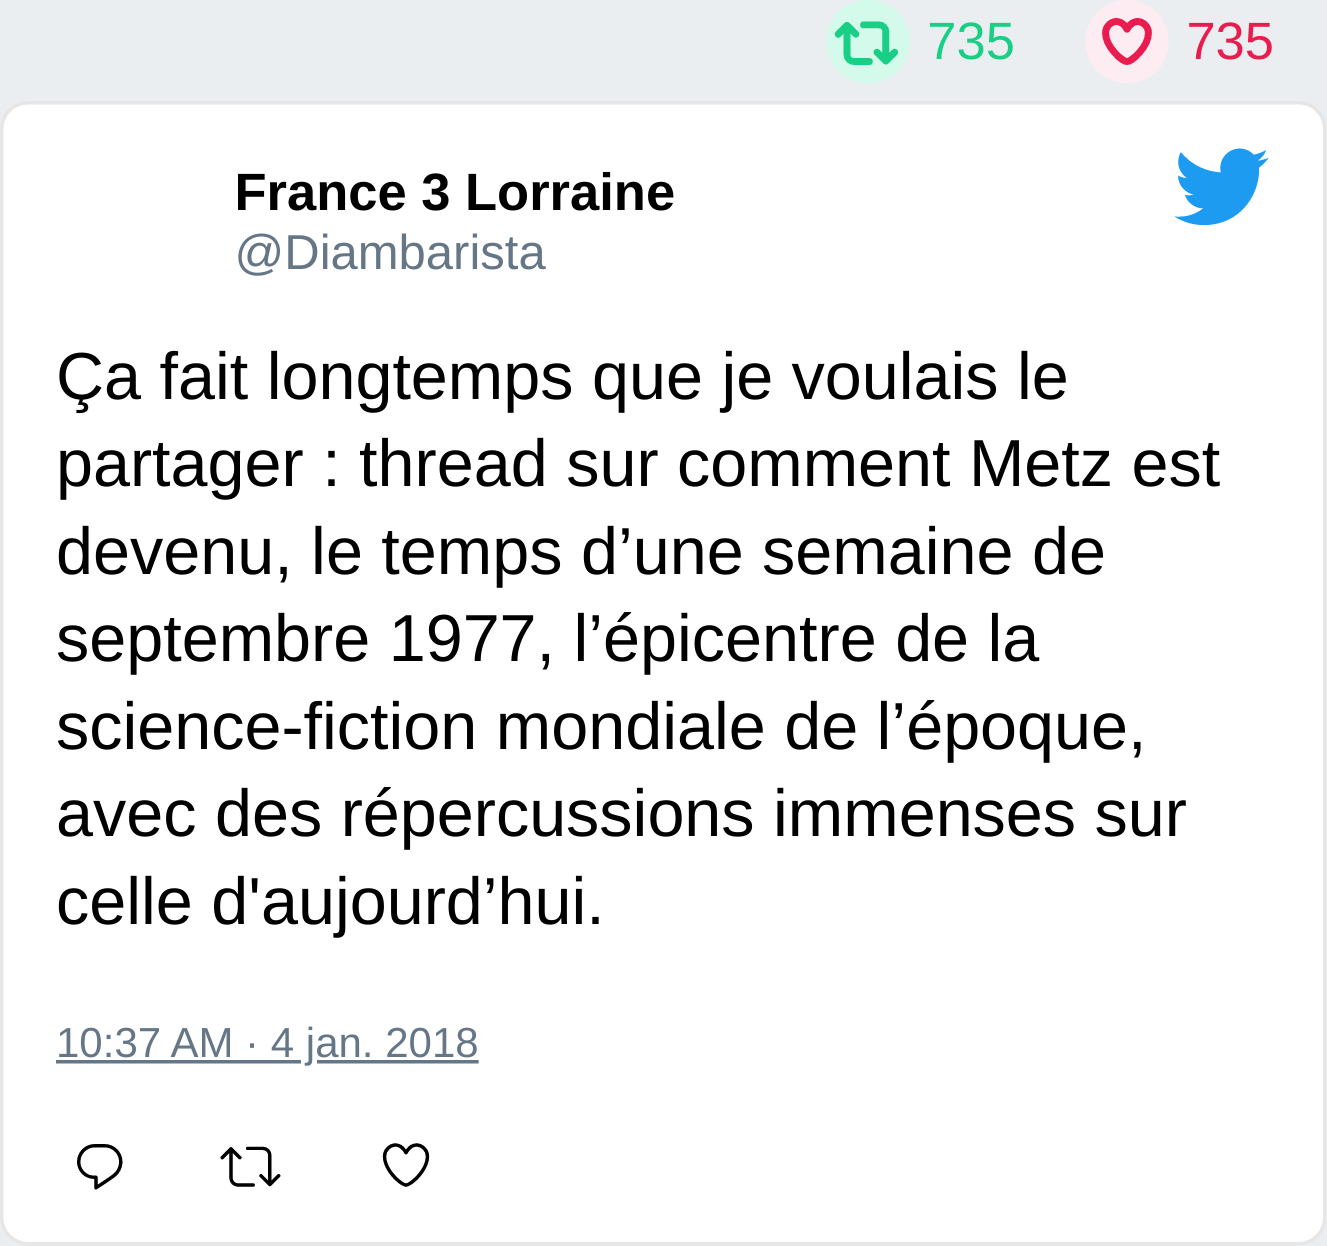 735 735
France 3 Lorraine
@Diambarista
Ça fait longtemps que je voulais le
partager : thread sur comment Metz est
devenu, le temps d’une semaine de
septembre 1977, l’épicentre de la
science-fiction mondiale de l’époque,
avec des répercussions immenses sur
celle d'aujourd’hui.
10:37 AM · 4 jan. 2018